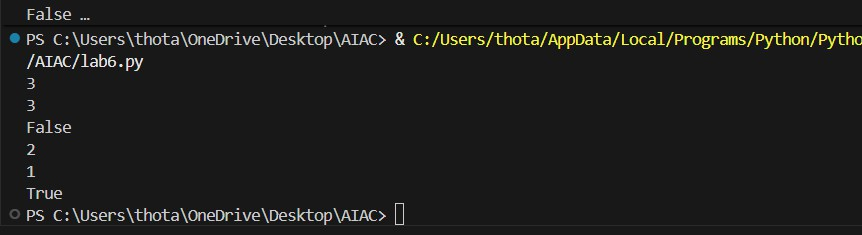 False …
PS C:\Users\thota\OneDrive\Desktop\AIAC> & C:/Users/thota/AppData/Local/Programs/Python/Pytho
/AIAC/lab6.py
3
3
False
2
1
True
PS C:\Users\thota\OneDrive\Desktop\AIAC>